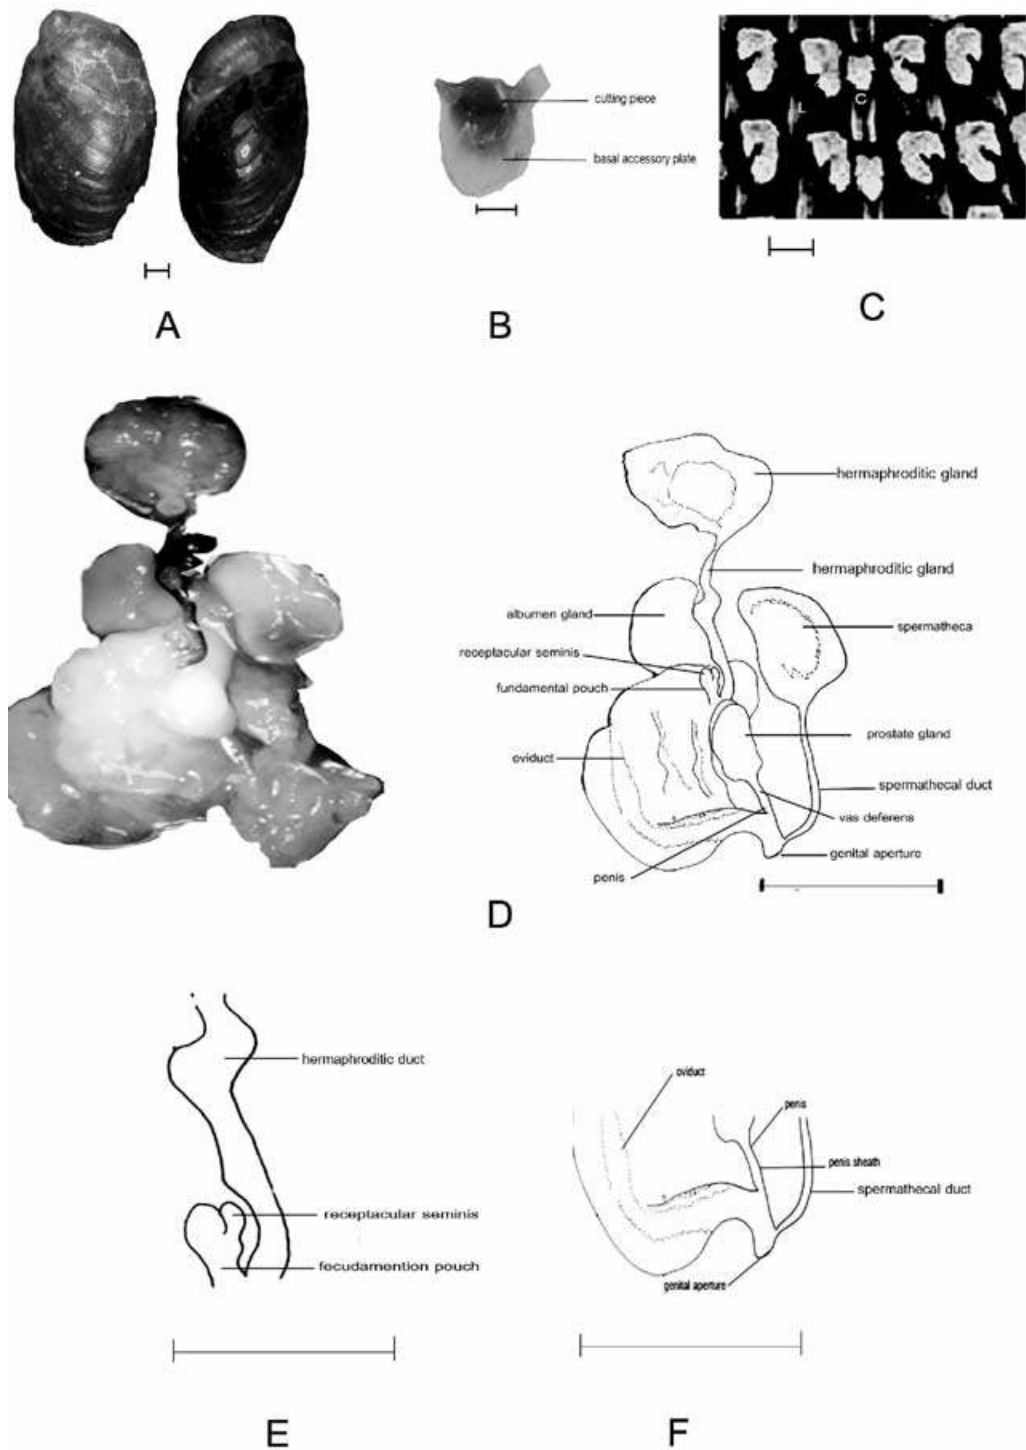 cutting piece
basal accessory plate
L
C
A
B
C
hermaphroditic gland
hermaphroditic gland
albumen gland
spermatheca
receptacular seminis
fundamental pouch
prostate gland
oviduct
spermathecal duct
vas deferens
genital aperture
penis
D
hermaphroditic duct
receptacular seminis
fecudamention pouch
oviduct
penis
penis sheath
spermathecal duct
genital aperture
E
F